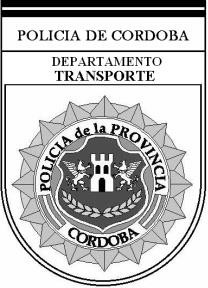 POLICIA DE CORDOBA
DEPARTAMENTO
TRANSPORTE
POLICIA de la PROVINCIA
CORDOBA